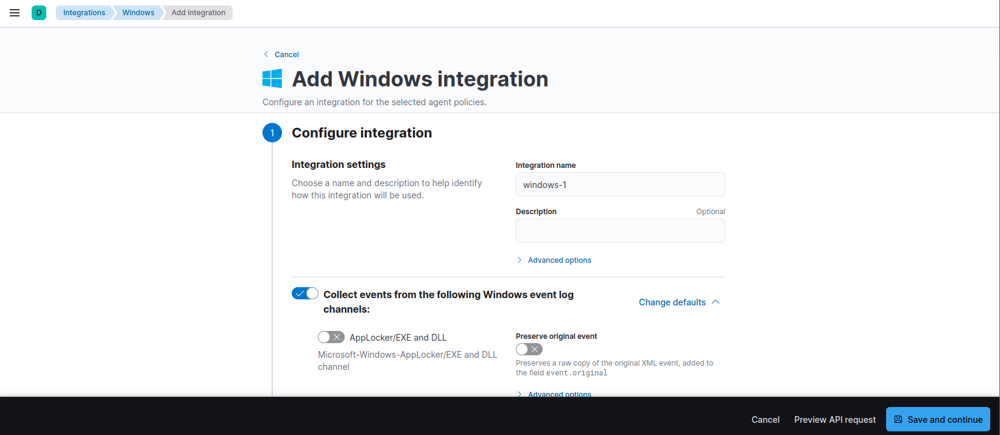 D
Integrations
Windows
Add integration
Cancel
Add Windows integration
Configure an integration for the selected agent policies.
1
Configure integration
Integration settings
Choose a name and description to help identify
how this integration will be used.
Integration name
windows-1
Description
Optional
Advanced options
Collect events from the following Windows event log
channels:
Change defaults
AppLocker/EXE and DLL
Microsoft-Windows-AppLocker/EXE and DLL
channel
Preserve original event
Preserves a raw copy of the original XML event, added to
the field event.original
Advanced options
Cancel
Preview API request
Save and continue